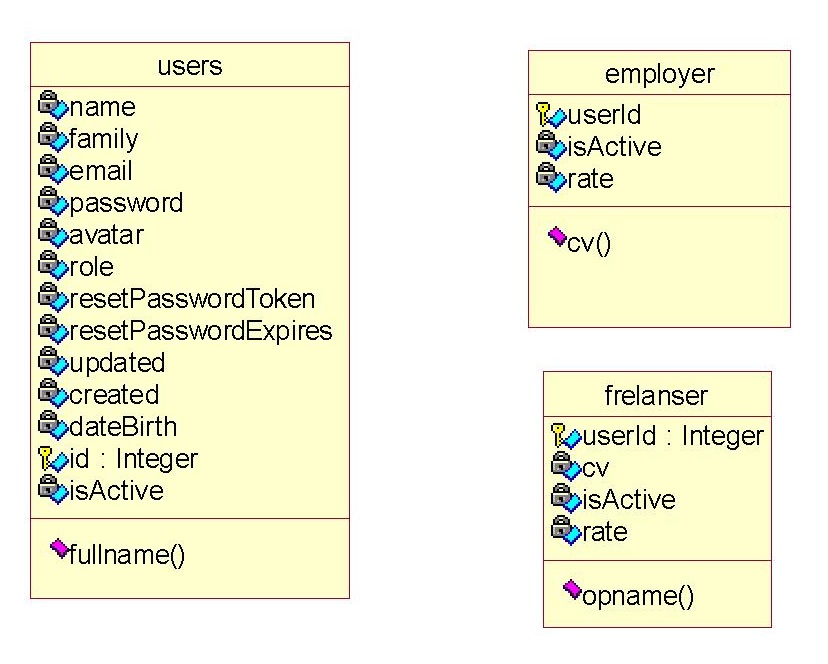 users
name
family
email
password
avatar
role
resetPasswordToken
resetPasswordExpires
updated
created
dateBirth
id : Integer
isActive
fullname()
employer
userId
isActive
rate
cv()
frelanser
userId : Integer
cv
isActive
rate
opname()